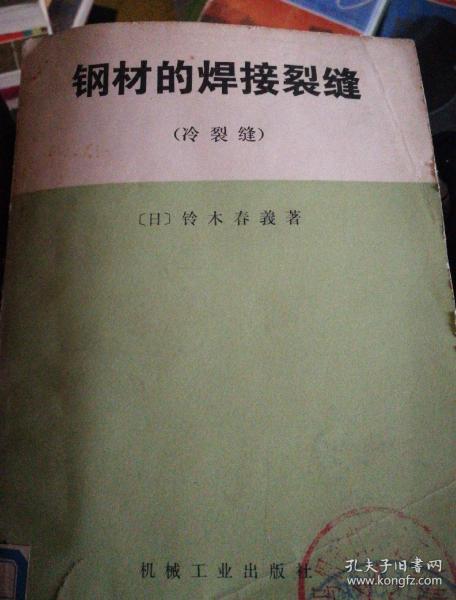 钢材的焊接裂缝
(冷裂缝)
〔日〕铃木春義著
机械工业出版社
孔夫子旧书网
www.kongfz.com